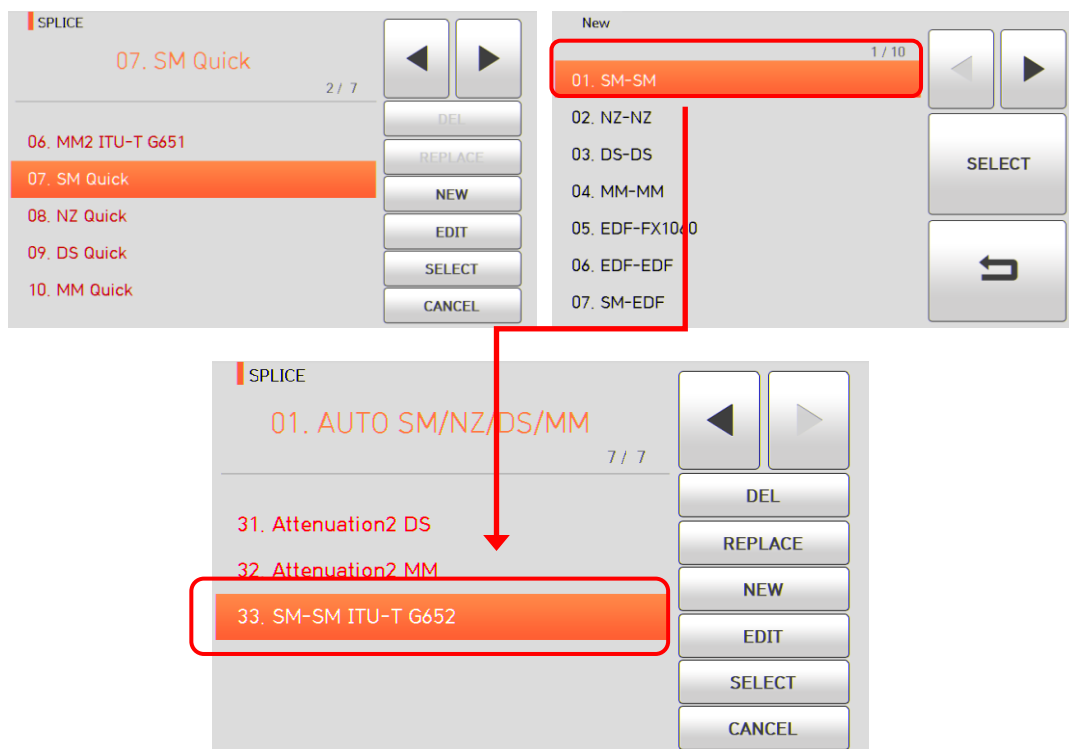 SPLICE
07. SM Quick
2 / 7
06. MM2 ITU-T G651
07. SM Quick
08. NZ Quick
09. DS Quick
10. MM Quick
DEL
REPLACE
NEW
EDIT
SELECT
CANCEL
New
1 / 10
01. SM-SM
02. NZ-NZ
03. DS-DS
04. MM-MM
05. EDF-FX1060
06. EDF-EDF
07. SM-EDF
SELECT
SPLICE
01. AUTO SM/NZ/DS/MM
7 / 7
31. Attenuation2 DS
32. Attenuation2 MM
33. SM-SM ITU-T G652
DEL
REPLACE
NEW
EDIT
SELECT
CANCEL